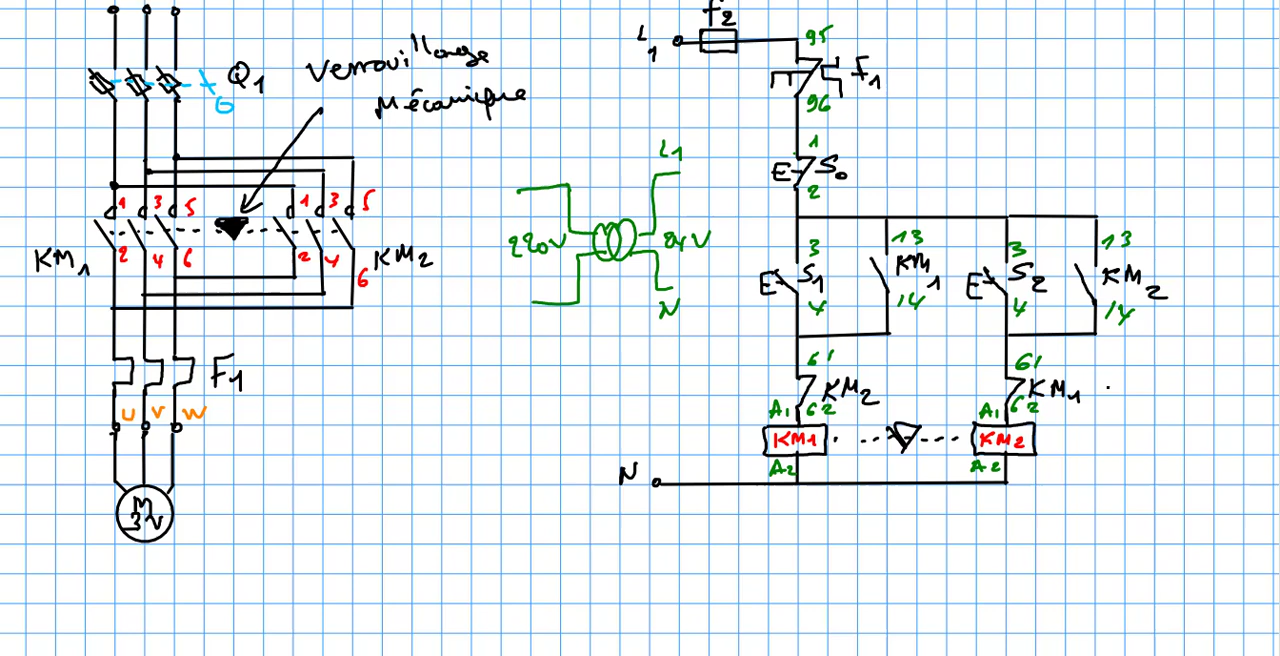 Q1
Verrouillage
Mécanique
1 3 5
1 3 5
KM1
2 4 6
2 4 6
KM2
F1
U V W
M
3~
220V
L1
24V
N
L1
f2
95
F1
96
1
E S0
2
3
E S1
4
13
KM1
14
3
E S2
4
13
KM2
14
61
KM2
62
61
KM1
62
A1
KM1
A2
A1
KM2
A2
N